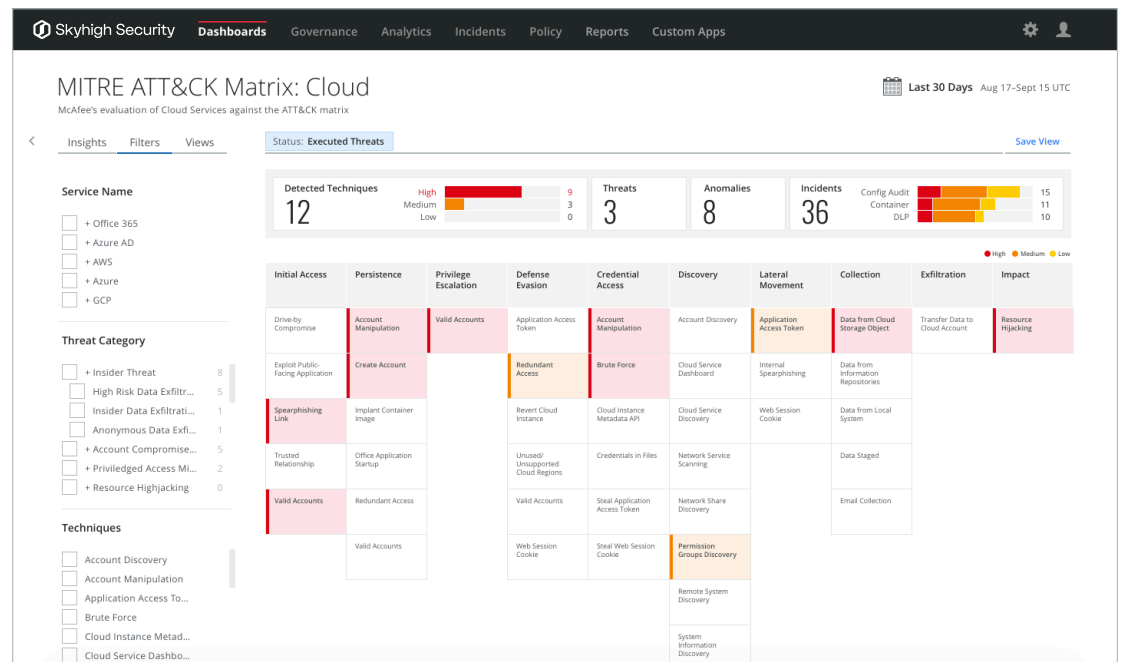 Skyhigh Security
Dashboards
Governance
Analytics
Incidents
Policy
Reports
Custom Apps
MITRE ATT&CK Matrix: Cloud
McAfee's evaluation of Cloud Services against the ATT&CK matrix
Last 30 Days Aug 17–Sept 15 UTC
Insights
Filters
Views
Status: Executed Threats
Save View
Service Name
+ Office 365
+ Azure AD
+ AWS
+ Azure
+ GCP
Threat Category
+ Insider Threat 8
High Risk Data Exfiltr... 5
Insider Data Exfiltrati... 1
Anonymous Data Exfi... 1
+ Account Compromise... 5
+ Priviledged Access Mi... 2
+ Resource Highjacking 0
Techniques
Account Discovery
Account Manipulation
Application Access To...
Brute Force
Cloud Instance Metad...
Cloud Service Dashbo...
Detected Techniques
12
High 9
Medium 3
Low 0
Threats
3
Anomalies
8
Incidents
36
Config Audit 15
Container 11
DLP 10
High Medium Low
Initial Access
Drive-by
Compromise
Exploit Public-
Facing Application
Spearphishing
Link
Trusted
Relationship
Valid Accounts
Persistence
Account
Manipulation
Create Account
Implant Container
Image
Office Application
Startup
Redundant Access
Valid Accounts
Privilege
Escalation
Valid Accounts
Defense
Evasion
Application Access
Token
Redundant
Access
Revert Cloud
Instance
Unused/
Unsupported
Cloud Regions
Valid Accounts
Web Session
Cookie
Credential
Access
Account
Manipulation
Brute Force
Cloud Instance
Metadata API
Credentials in Files
Steal Application
Access Token
Steal Web Session
Cookie
Discovery
Account Discovery
Cloud Service
Dashboard
Cloud Service
Discovery
Network Service
Scanning
Network Share
Discovery
Permission
Groups Discovery
Remote System
Discovery
System
Information
Discovery
Lateral
Movement
Application
Access Token
Internal
Spearphishing
Web Session
Cookie
Collection
Data from Cloud
Storage Object
Data from
Information
Repositories
Data from Local
System
Data Staged
Email Collection
Exfiltration
Transfer Data to
Cloud Account
Impact
Resource
Hijacking